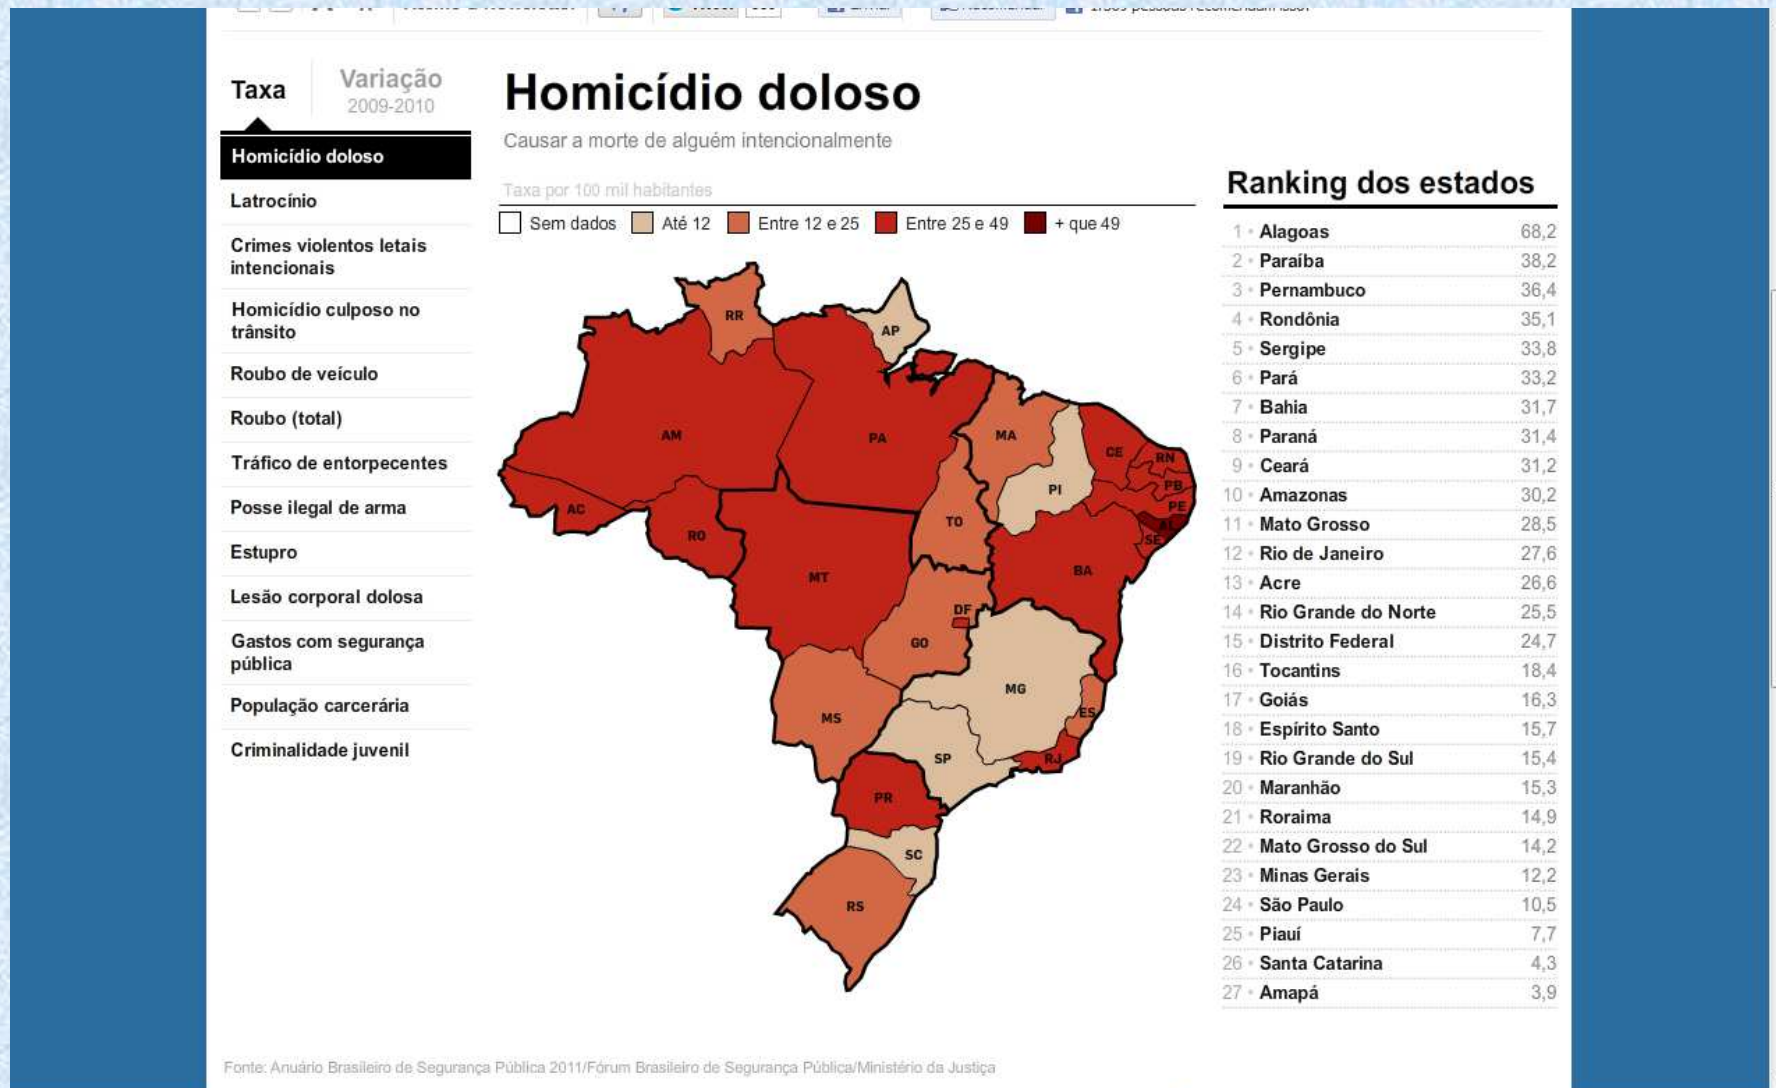 Taxa
Variação
2009-2010
Homicídio doloso
Latrocínio
Crimes violentos letais
intencionais
Homicídio culposo no
trânsito
Roubo de veículo
Roubo (total)
Tráfico de entorpecentes
Posse ilegal de arma
Estupro
Lesão corporal dolosa
Gastos com segurança
pública
População carcerária
Criminalidade juvenil
Homicídio doloso
Causar a morte de alguém intencionalmente
Taxa por 100 mil habitantes
Sem dados Até 12 Entre 12 e 25 Entre 25 e 49 + que 49
RR
AP
AM
PA
MA
CE
RN
PI
PB
PE
AC
TO
AL
RO
SE
MT
BA
DF
GO
MG
MS
ES
SP
RJ
PR
SC
RS
Ranking dos estados
1 • Alagoas 68,2
2 • Paraíba 38,2
3 • Pernambuco 36,4
4 • Rondônia 35,1
5 • Sergipe 33,8
6 • Pará 33,2
7 • Bahia 31,7
8 • Paraná 31,4
9 • Ceará 31,2
10 • Amazonas 30,2
11 • Mato Grosso 28,5
12 • Rio de Janeiro 27,6
13 • Acre 26,6
14 • Rio Grande do Norte 25,5
15 • Distrito Federal 24,7
16 • Tocantins 18,4
17 • Goiás 16,3
18 • Espírito Santo 15,7
19 • Rio Grande do Sul 15,4
20 • Maranhão 15,3
21 • Roraima 14,9
22 • Mato Grosso do Sul 14,2
23 • Minas Gerais 12,2
24 • São Paulo 10,5
25 • Piauí 7,7
26 • Santa Catarina 4,3
27 • Amapá 3,9
Fonte: Anuário Brasileiro de Segurança Pública 2011/Fórum Brasileiro de Segurança Pública/Ministério da Justiça